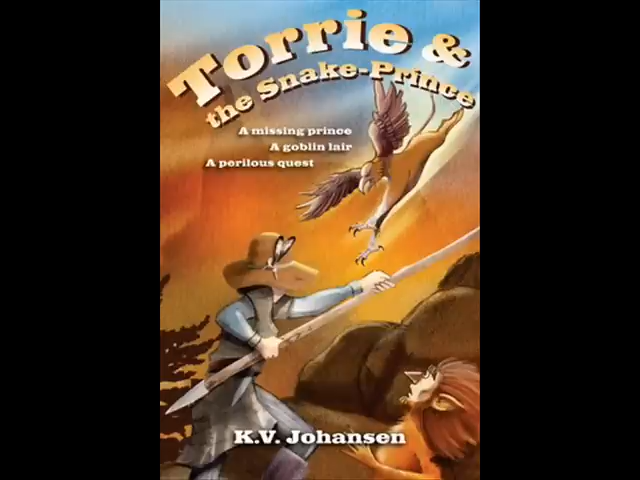 Torrie &
the Snake-Prince
A missing prince
A goblin lair
A perilous quest
K.V. Johansen